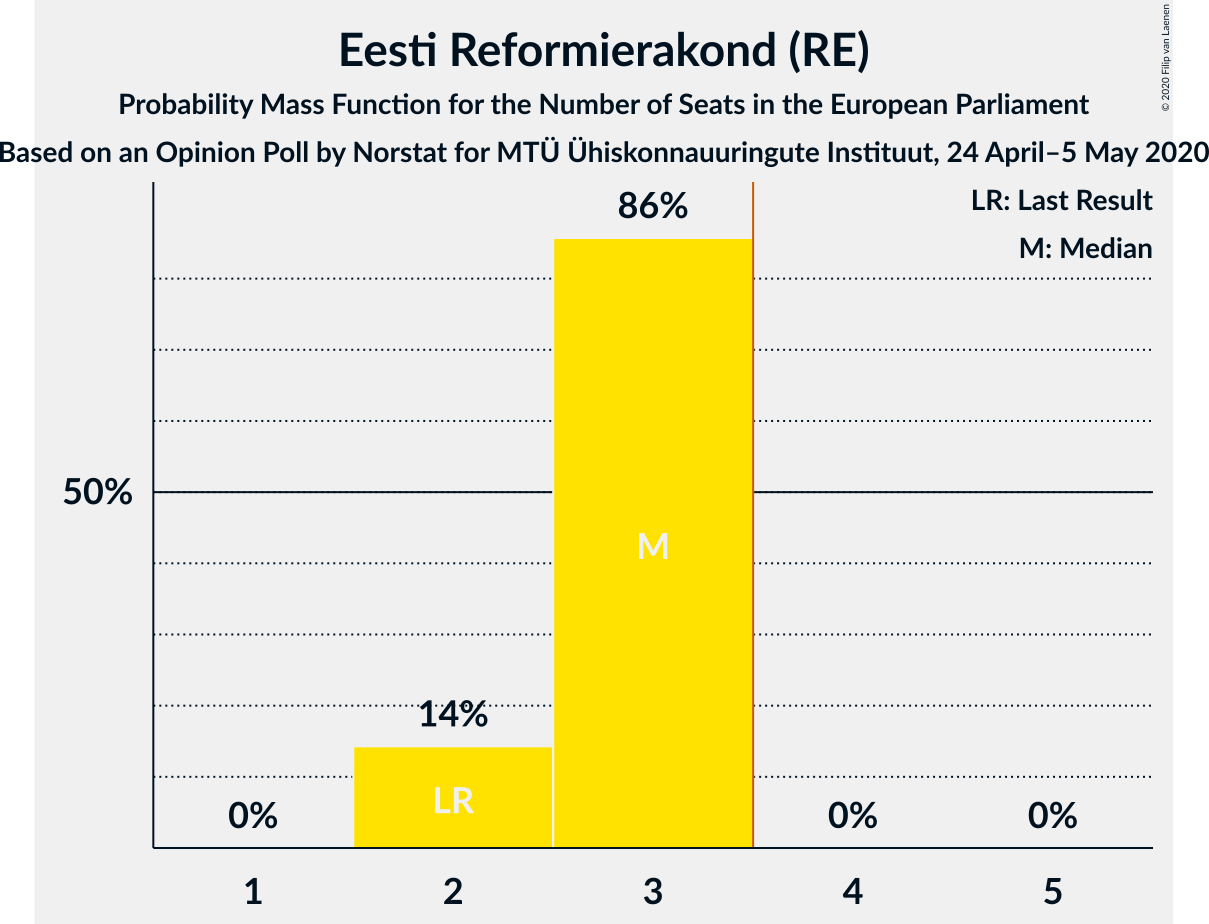 Eesti Reformierakond (RE)
Probability Mass Function for the Number of Seats in the European Parliament
Based on an Opinion Poll by Norstat for MTÜ Ühiskonnauuringute Instituut, 24 April–5 May 2020
© 2020 Filip van Laenen
LR: Last Result
M: Median
86%
50%
M
14%
LR
0%
0%
0%
1 2 3 4 5